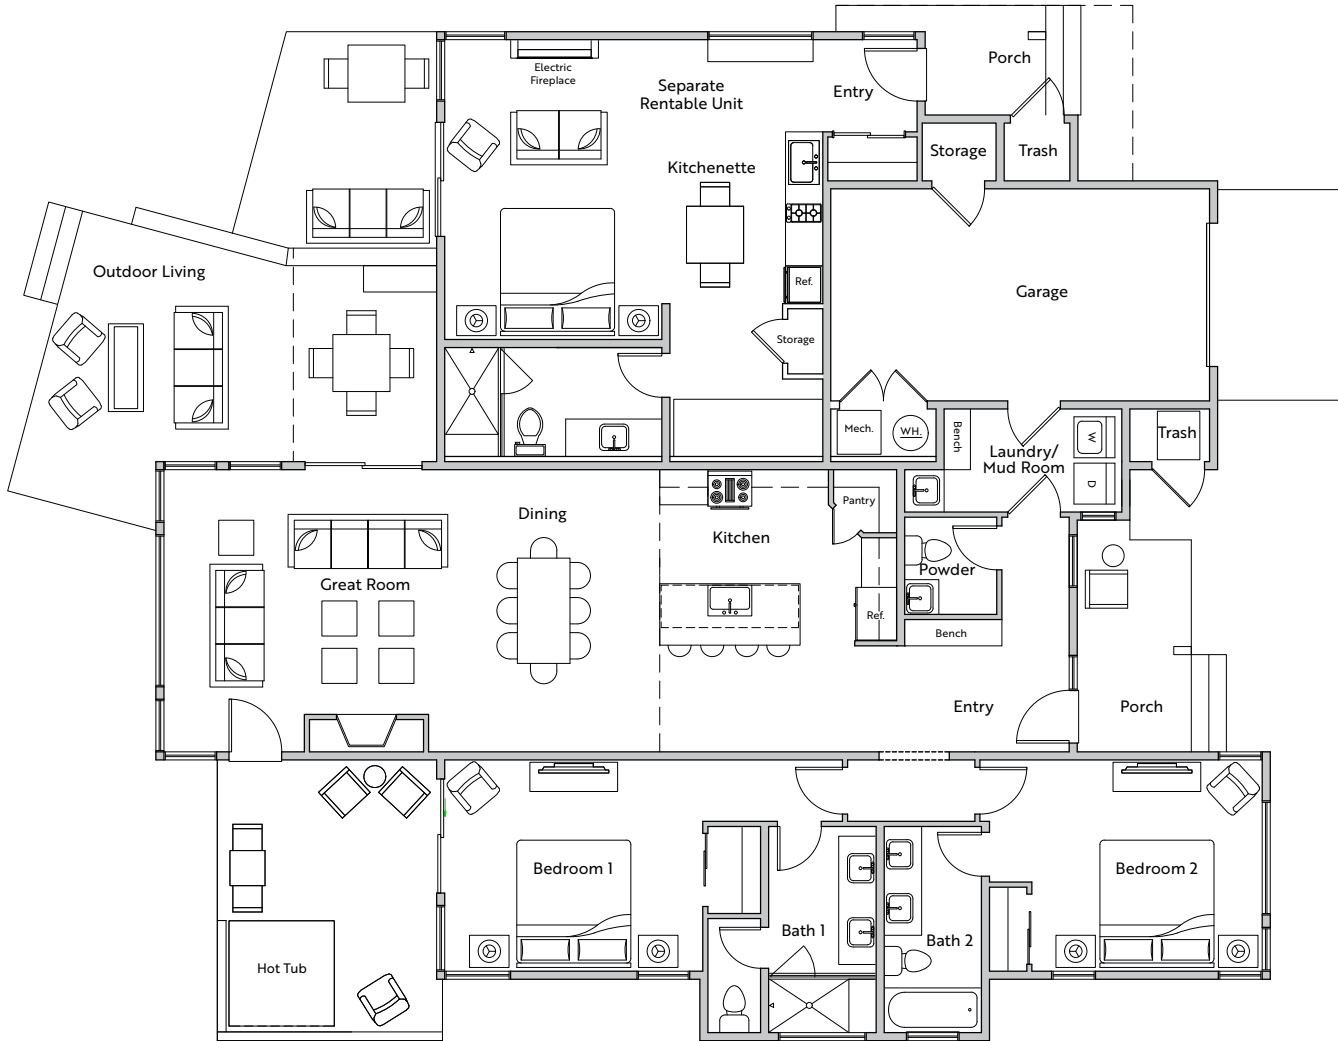 Porch
Electric
Fireplace
Separate
Rentable Unit
Entry
Storage
Trash
Kitchenette
Outdoor Living
Ref.
Garage
Storage
Mech.
WH.
Bench
Laundry/
Mud Room
W
D
Trash
Pantry
Dining
Kitchen
Great Room
Powder
Ref.
Bench
Entry
Porch
Bedroom 1
Bedroom 2
Bath 1
Bath 2
Hot Tub